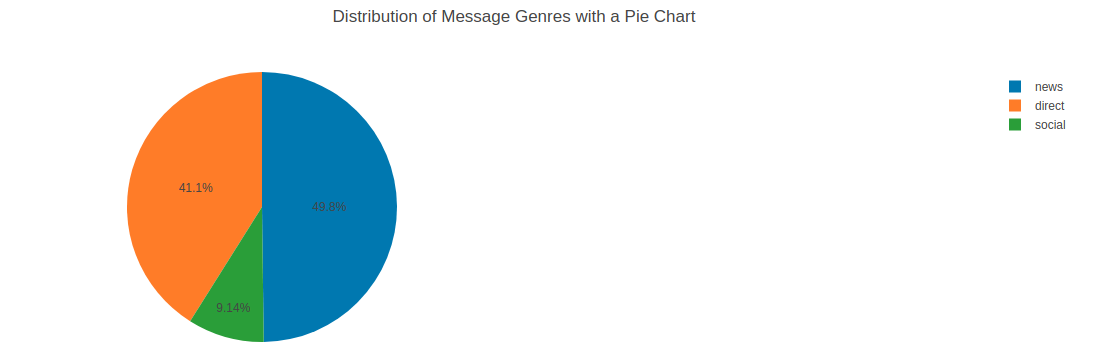 Distribution of Message Genres with a Pie Chart
news
direct
social
41.1%
49.8%
9.14%